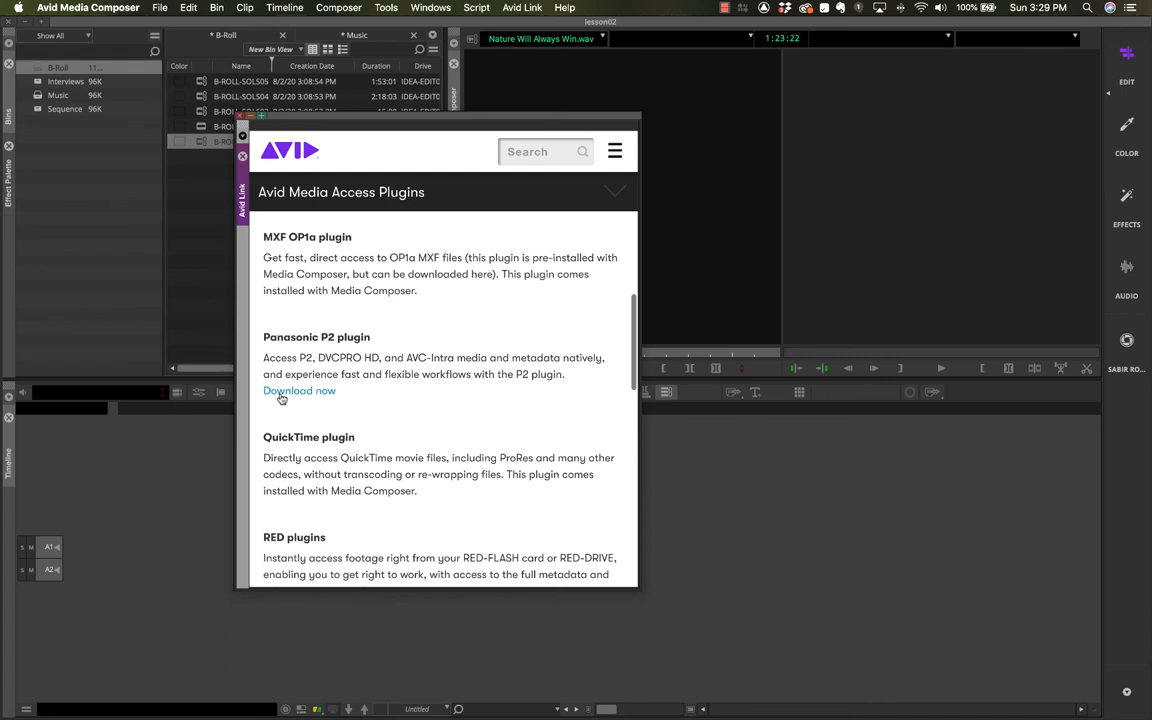 Avid Media Composer File Edit Bin Clip Timeline Composer Tools Windows Script Avid Link Help 100% Sun 3:29 PM
lesson02
Show All
* B-Roll
* Music
Nature Will Always Win.wav
1:23:22
New Bin View
B-Roll 11...
Interviews 96K
Music 96K
Sequence 96K
Color Name Creation Date Duration Drive
B-ROLL-SOLS05 8/2/20 3:08:54 PM 1:53:01 IDEA-EDITO
B-ROLL-SOLS04 8/2/20 3:08:53 PM 2:18:03 IDEA-EDITO
Bins
Effect Palette
Timeline
Avid Link
AVID
Search
Avid Media Access Plugins
MXF OP1a plugin
Get fast, direct access to OP1a MXF files (this plugin is pre-installed with
Media Composer, but can be downloaded here). This plugin comes
installed with Media Composer.
Panasonic P2 plugin
Access P2, DVCPRO HD, and AVC-Intra media and metadata natively,
and experience fast and flexible workflows with the P2 plugin.
Download now
QuickTime plugin
Directly access QuickTime movie files, including ProRes and many other
codecs, without transcoding or re-wrapping files. This plugin comes
installed with Media Composer.
RED plugins
Instantly access footage right from your RED-FLASH card or RED-DRIVE,
enabling you to get right to work, with access to the full metadata and
EDIT
COLOR
EFFECTS
AUDIO
SABIR RO...
S M A1
S M A2
Untitled